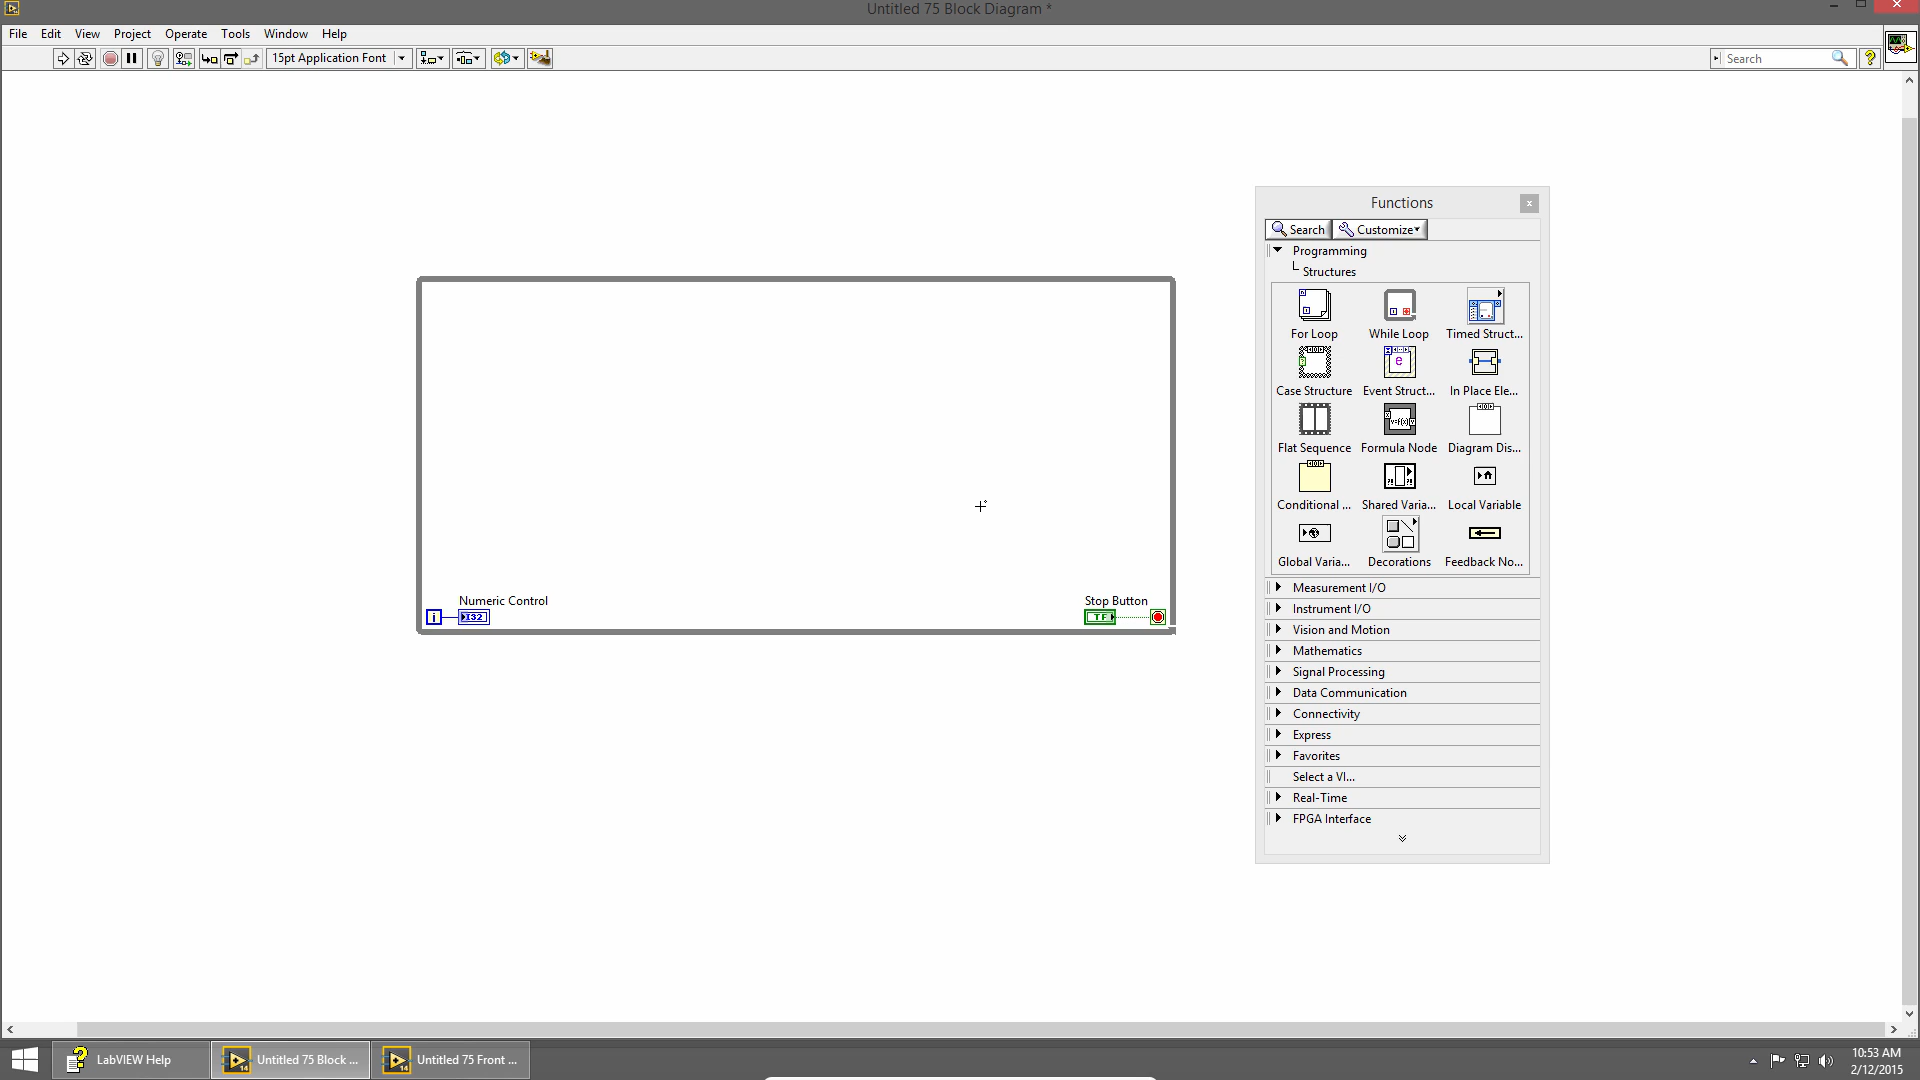 Untitled 75 Block Diagram *
File Edit View Project Operate Tools Window Help
15pt Application Font
Search
Functions
Search Customize
Programming
Structures
For Loop While Loop Timed Struct...
Case Structure Event Struct... In Place Ele...
Flat Sequence Formula Node Diagram Dis...
Conditional ... Shared Varia... Local Variable
Global Varia... Decorations Feedback No...
Measurement I/O
Instrument I/O
Vision and Motion
Mathematics
Signal Processing
Data Communication
Connectivity
Express
Favorites
Select a VI...
Real-Time
FPGA Interface
Numeric Control
i I32
Stop Button
TF
LabVIEW Help
Untitled 75 Block ...
Untitled 75 Front ...
10:53 AM
2/12/2015